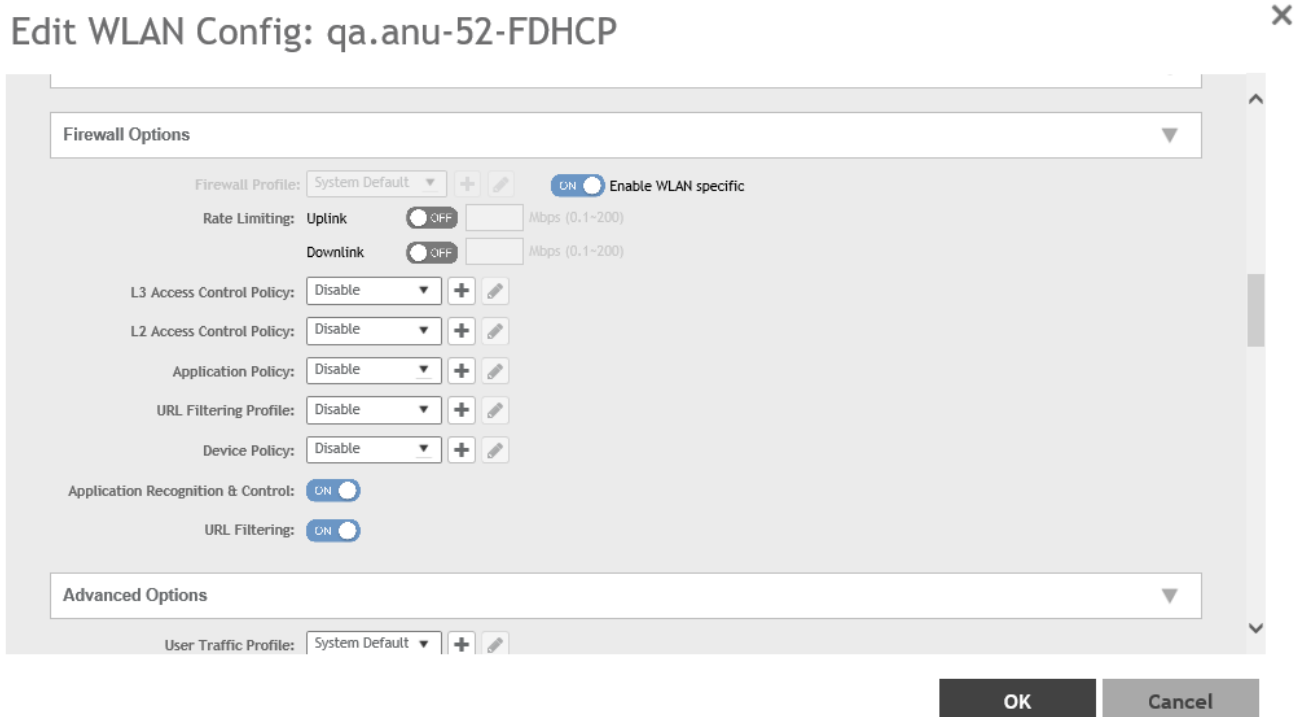 Edit WLAN Config: qa.anu-52-FDHCP
Firewall Options
Firewall Profile: System Default ON Enable WLAN specific
Rate Limiting: Uplink OFF Mbps (0.1~200)
Downlink OFF Mbps (0.1~200)
L3 Access Control Policy: Disable
L2 Access Control Policy: Disable
Application Policy: Disable
URL Filtering Profile: Disable
Device Policy: Disable
Application Recognition & Control: ON
URL Filtering: ON
Advanced Options
User Traffic Profile: System Default
OK Cancel